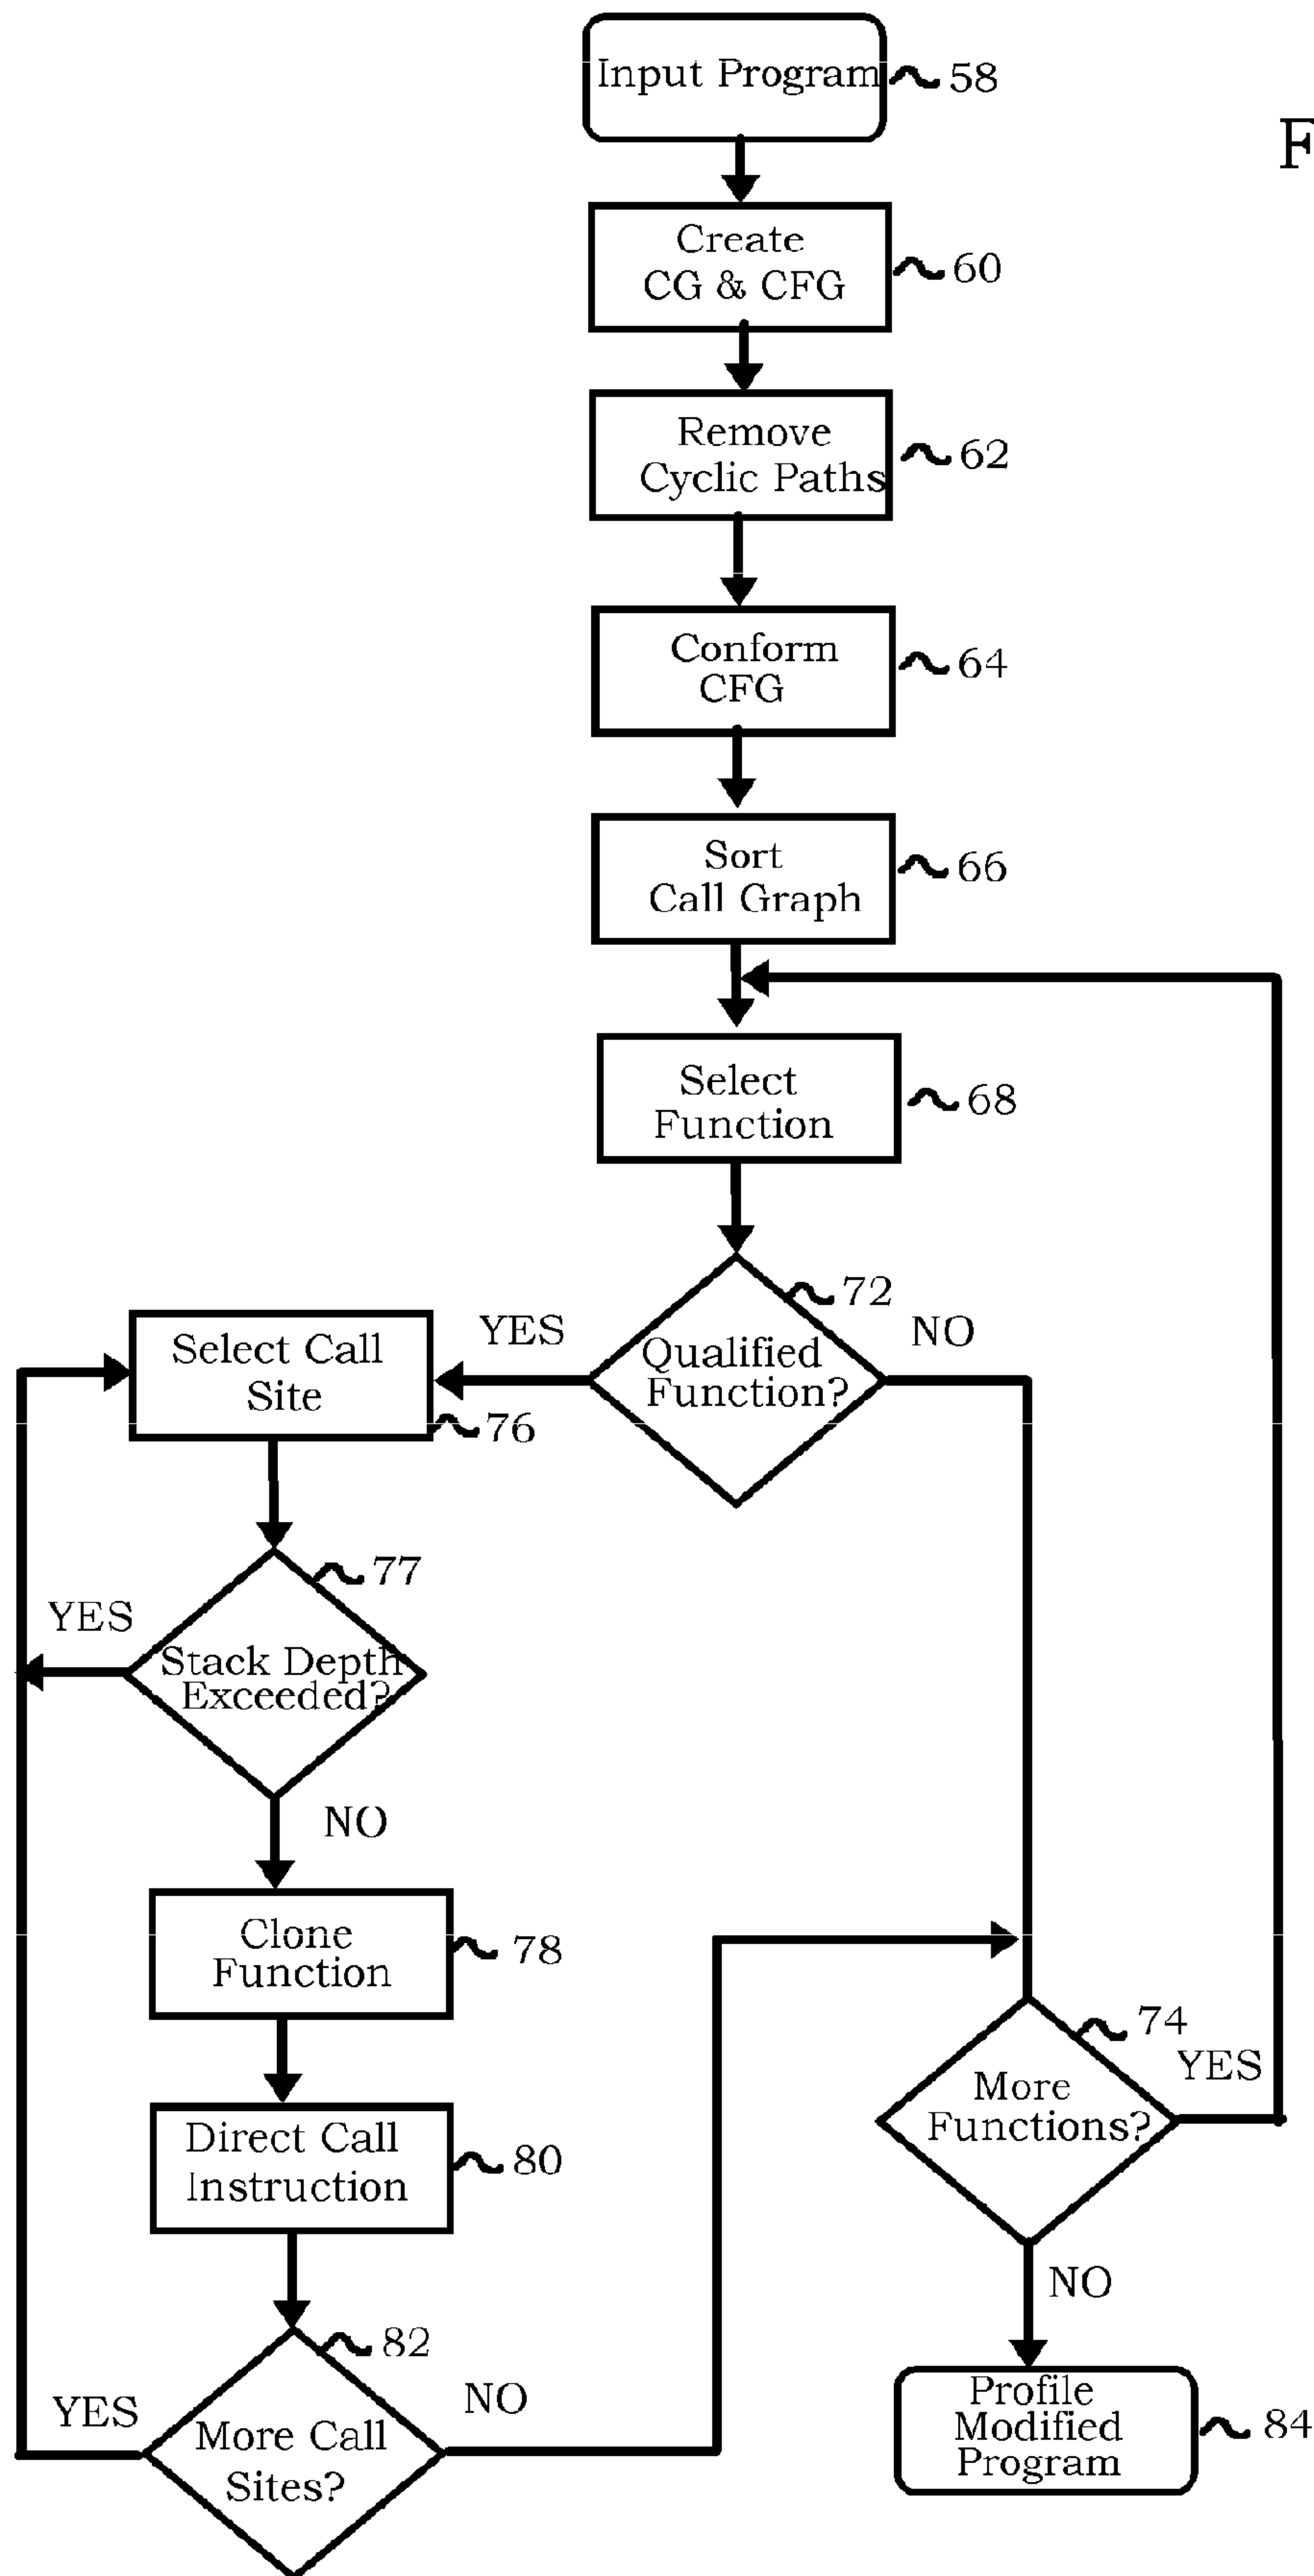 Input Program
58
F
Create
CG & CFG
60
Remove
Cyclic Paths
62
Conform
CFG
64
Sort
Call Graph
66
Select
Function
68
72
Qualified
Function?
YES
NO
Select Call
Site
76
77
Stack Depth
Exceeded?
YES
NO
Clone
Function
78
Direct Call
Instruction
80
82
More Call
Sites?
YES
NO
74
More
Functions?
YES
NO
Profile
Modified
Program
84